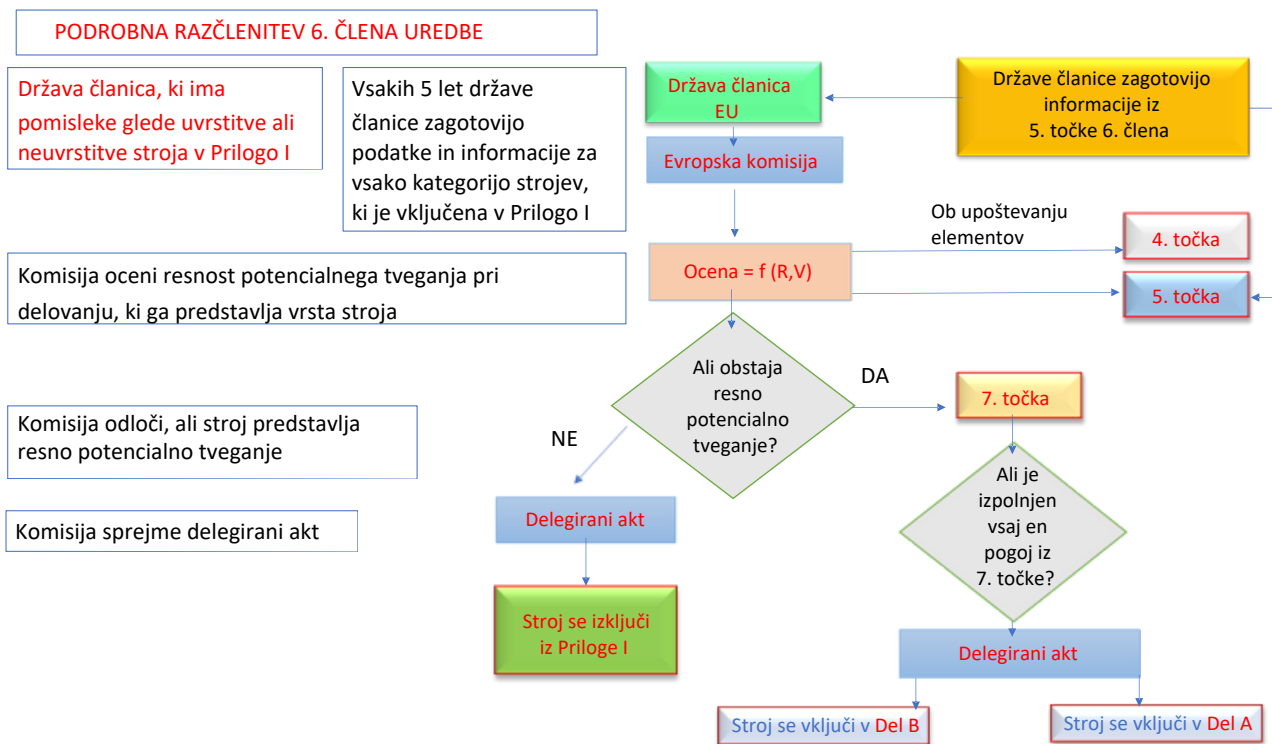 PODROBNA RAZČLENITEV 6. ČLENA UREDBE
Država članica, ki ima
pomisleke glede uvrstitve ali
neuvrstitve stroja v Prilogo I
Vsakih 5 let države
članice zagotovijo
podatke in informacije za
vsako kategorijo strojev,
ki je vključena v Prilogo I
Država članica
EU
Države članice zagotovijo
informacije iz
5. točke 6. člena
Evropska komisija
Ob upoštevanju
elementov
4. točka
Komisija oceni resnost potencialnega tveganja pri
delovanju, ki ga predstavlja vrsta stroja
Ocena = f (R,V)
5. točka
Ali obstaja
resno
potencialno
tveganje?
DA
7. točka
Komisija odloči, ali stroj predstavlja
resno potencialno tveganje
NE
Ali je
izpolnjen
vsaj en
pogoj iz
7. točke?
Komisija sprejme delegirani akt
Delegirani akt
Stroj se izključi
iz Priloge I
Delegirani akt
Stroj se vključi v Del B
Stroj se vključi v Del A